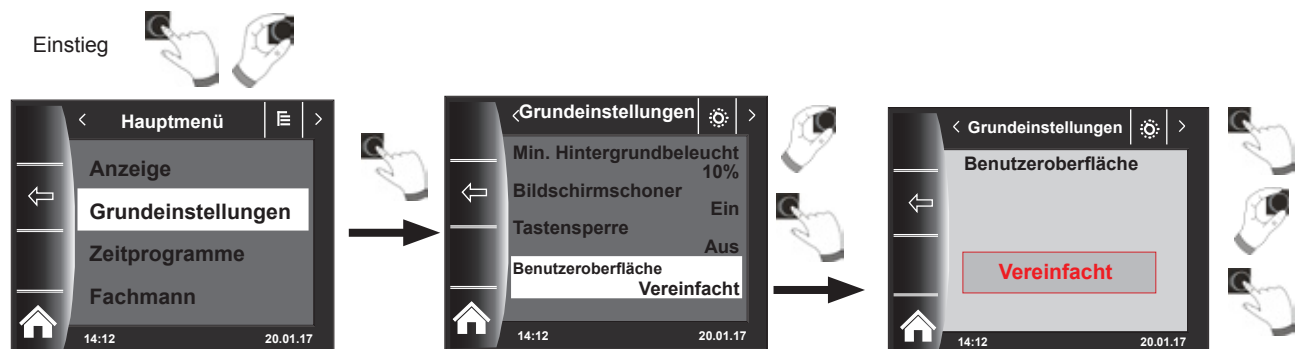 Einstieg
Hauptmenü
Anzeige
Grundeinstellungen
Zeitprogramme
Fachmann
14:12 20.01.17
Grundeinstellungen
Min. Hintergrundbeleucht
10%
Bildschirmschoner
Ein
Tastensperre
Aus
Benutzeroberfläche
Vereinfacht
14:12 20.01.17
Grundeinstellungen
Benutzeroberfläche
Vereinfacht
14:12 20.01.17